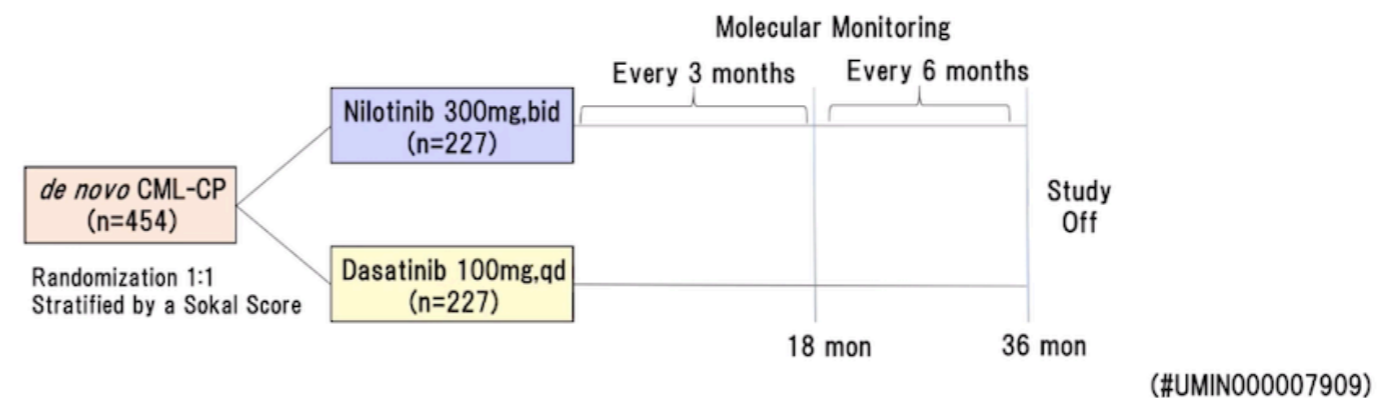 Molecular Monitoring
Every 3 months
Every 6 months
Nilotinib 300mg,bid
(n=227)
de novo CML-CP
(n=454)
Randomization 1:1
Stratified by a Sokal Score
Dasatinib 100mg,qd
(n=227)
Study
Off
18 mon
36 mon
(#UMIN000007909)